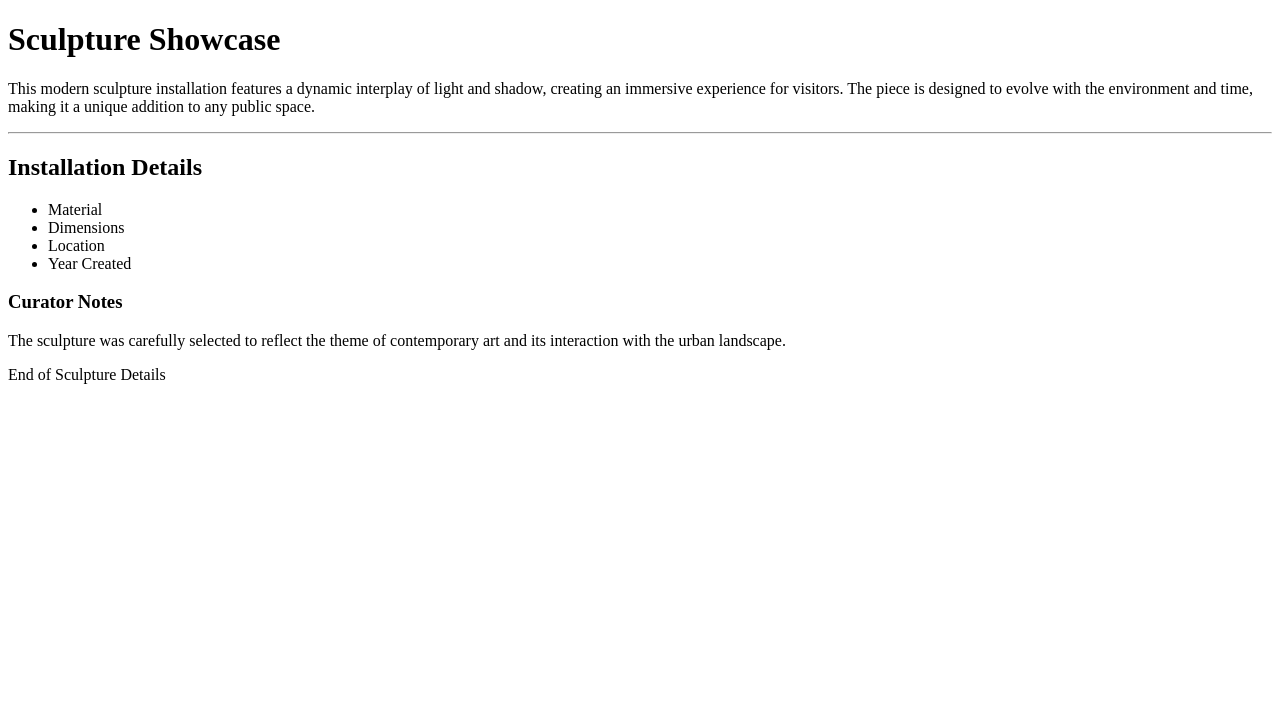 Sculpture Showcase
This modern sculpture installation features a dynamic interplay of light and shadow, creating an immersive experience for visitors. The piece is designed to evolve with the environment and time,
making it a unique addition to any public space.
Installation Details
Material
Dimensions
Location
Year Created
Curator Notes
The sculpture was carefully selected to reflect the theme of contemporary art and its interaction with the urban landscape.
End of Sculpture Details